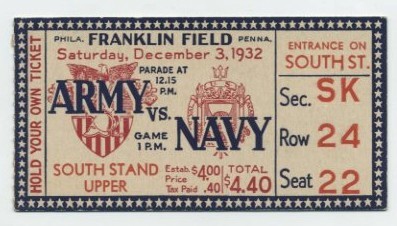 HOLD YOUR OWN TICKET
PHILA. FRANKLIN FIELD PENNA.
Saturday, December 3, 1932
PARADE AT
12.15
P.M.
ARMY
VS.
NAVY
GAME
1 P.M.
SOUTH STAND
UPPER
Estab. Price $4.00
Tax Paid .40
TOTAL
$4.40
ENTRANCE ON
SOUTH ST.
Sec. SK
Row 24
Seat 22